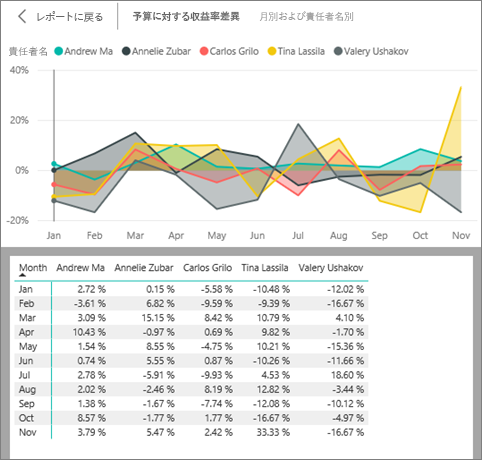 レポートに戻る 予算に対する収益率差異 月別および責任者名別
責任者名 Andrew Ma Annelie Zubar Carlos Grilo Tina Lassila Valery Ushakov
40%
20%
0%
-20%
Jan Feb Mar Apr May Jun Jul Aug Sep Oct Nov
Month Andrew Ma Annelie Zubar Carlos Grilo Tina Lassila Valery Ushakov
Jan 2.72 % 0.15 % -5.58 % -10.48 % -12.02 %
Feb -3.61 % 6.82 % -9.59 % -9.39 % -16.67 %
Mar 3.09 % 15.15 % 8.42 % 10.79 % 4.10 %
Apr 10.43 % -0.97 % 0.69 % 9.82 % -1.70 %
May 1.54 % 8.55 % -4.75 % 10.21 % -15.36 %
Jun 0.74 % 5.55 % 0.87 % -10.26 % -11.66 %
Jul 2.78 % -5.91 % -9.93 % 4.53 % 18.60 %
Aug 2.02 % -2.46 % 8.19 % 12.82 % -3.44 %
Sep 1.38 % -1.67 % -7.74 % -12.08 % -10.12 %
Oct 8.57 % -1.77 % 1.77 % -16.67 % -4.97 %
Nov 3.79 % 5.47 % 2.42 % 33.33 % -16.67 %